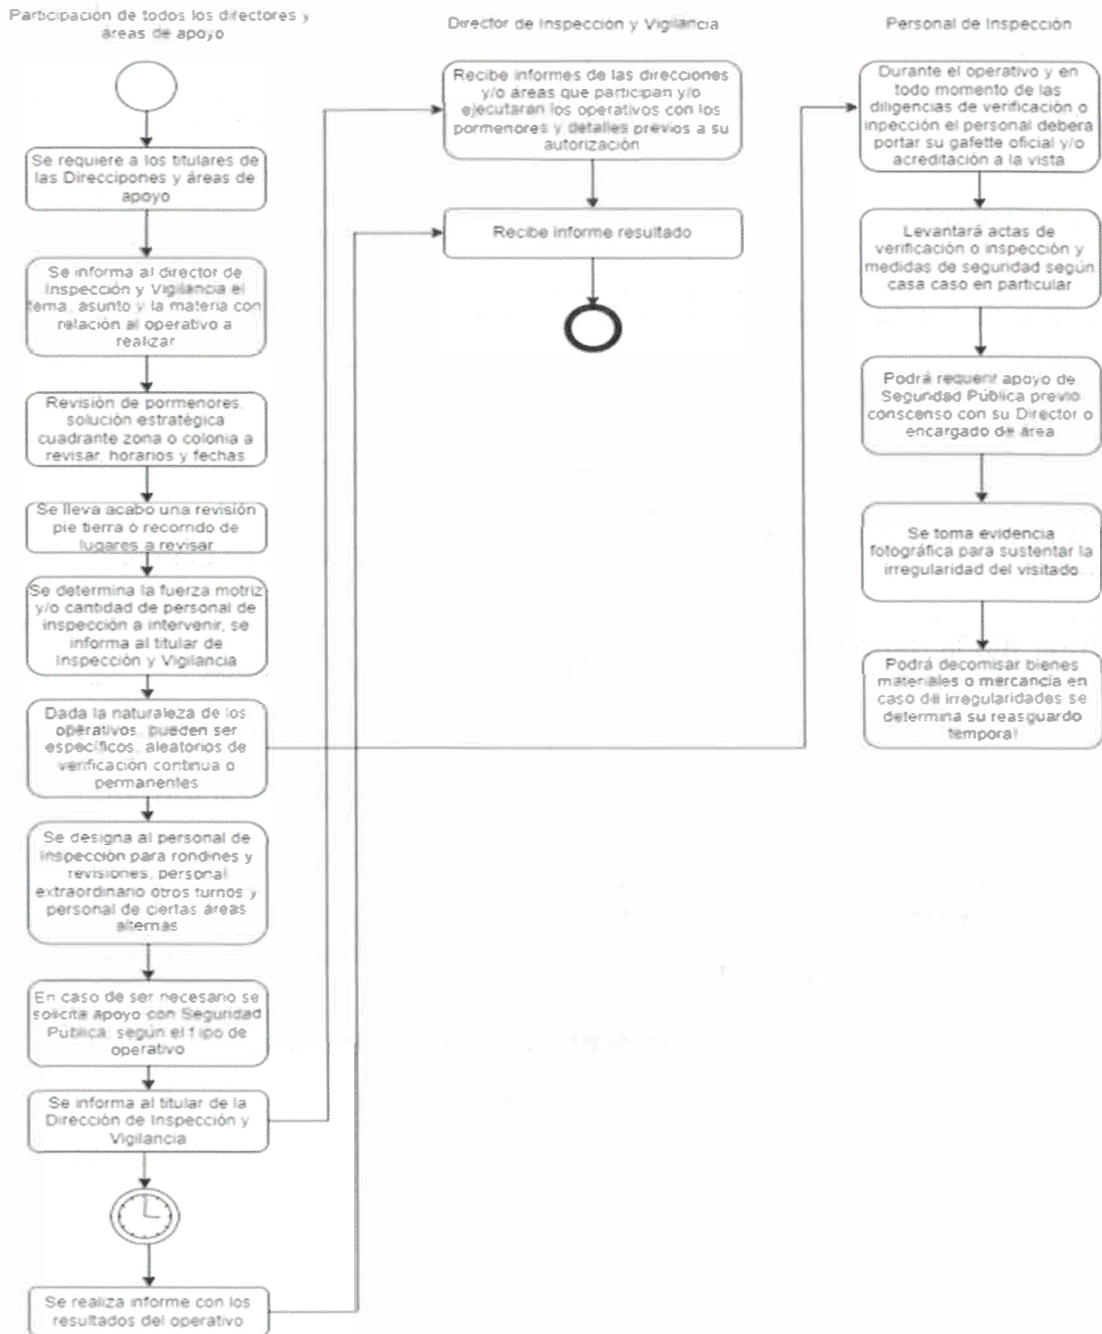 Participación de todos los directores y
áreas de apoyo
Se requiere a los titulares de
las Direccipones y áreas de
apoyo
Se informa al director de
Inspección y Vigilancia el
tema, asunto y la materia con
relación al operativo a
realizar
Revisión de pormenores,
solución estratégica
cuadrante zona o colonia a
revisar, horarios y fechas
Se lleva acabo una revisión
pie tierra o recorrido de
lugares a revisar
Se determina la fuerza motriz
y/o cantidad de personal de
inspección a intervenir, se
informa al titular de
Inspección y Vigilancia
Dada la naturaleza de los
operativos, pueden ser
específicos, aleatorios de
verificación continua o
permanentes
Se designa al personal de
Inspección para rondines y
revisiones, personal
extraordinario otros turnos y
personal de ciertas áreas
alternas
En caso de ser necesario se
solicita apoyo con Seguridad
Pública, según el tipo de
operativo
Se informa al titular de la
Dirección de Inspección y
Vigilancia
Se realiza informe con los
resultados del operativo
Director de Inspección y Vigilancia
Recibe informes de las direcciones
y/o áreas que participan y/o
ejecutaran los operativos con los
pormenores y detalles previos a su
autorización
Recibe informe resultado
Personal de Inspección
Durante el operativo y en
todo momento de las
diligencias de verificación o
inpección el personal debera
portar su gafette oficial y/o
acreditación a la vista
Levantará actas de
verificación o inspección y
medidas de seguridad según
casa caso en particular
Podrá requerir apoyo de
Seguridad Pública previo
conscenso con su Director o
encargado de área
Se toma evidencia
fotográfica para sustentar la
irregularidad del visitado
Podrá decomisar bienes
materiales o mercancia en
caso de irregularidades se
determina su reasguardo
temporal